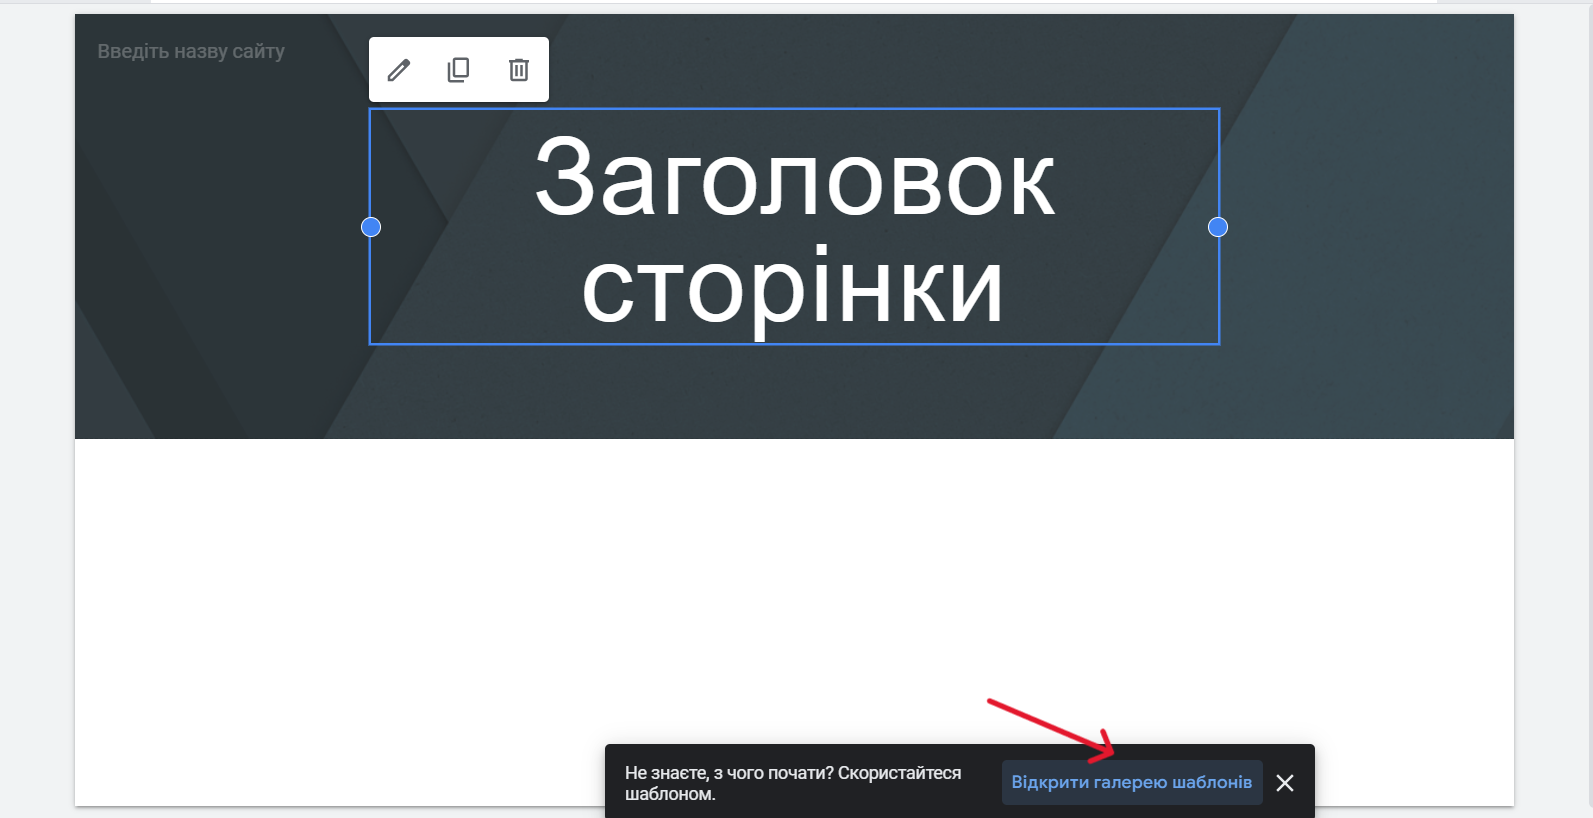 Введіть назву сайту
Заголовок
сторінки
Не знаєте, з чого почати? Скористайтеся
шаблоном.
Відкрити галерею шаблонів